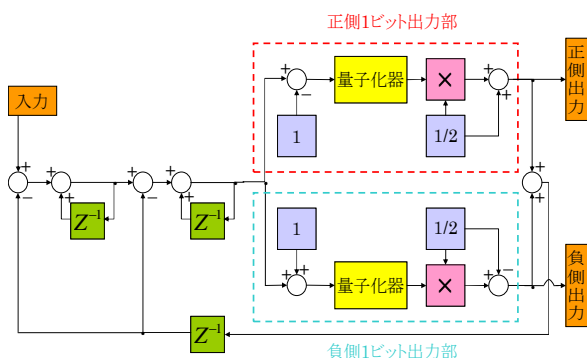 正側1ビット出力部
正側出力
入力
+
−
1
量子化器
×
1/2
+
+
+
−
+
+
Z⁻¹
+
−
+
+
Z⁻¹
+
+
1
1/2
+
+
量子化器
×
+
−
負側出力
Z⁻¹
負側1ビット出力部